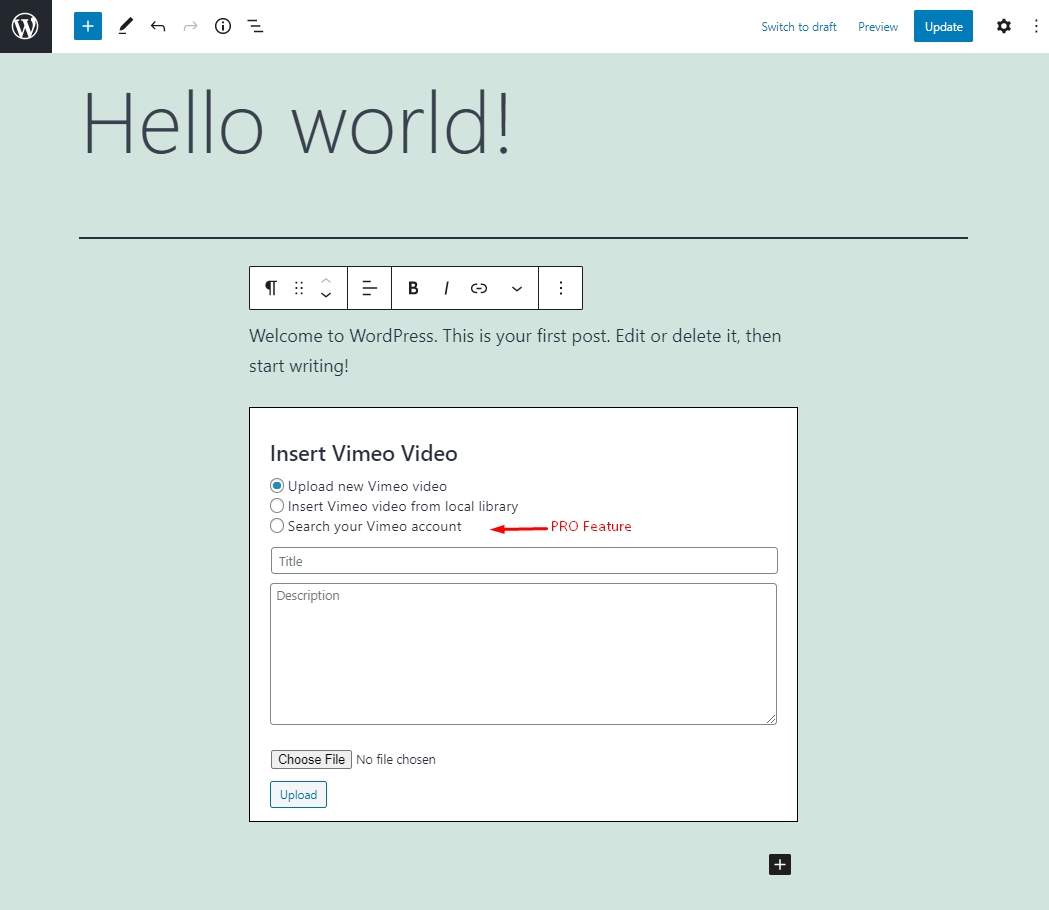 Switch to draft Preview Update
Hello world!
B I
Welcome to WordPress. This is your first post. Edit or delete it, then
start writing!
Insert Vimeo Video
Upload new Vimeo video
Insert Vimeo video from local library
Search your Vimeo account PRO Feature
Title
Description
Choose File No file chosen
Upload